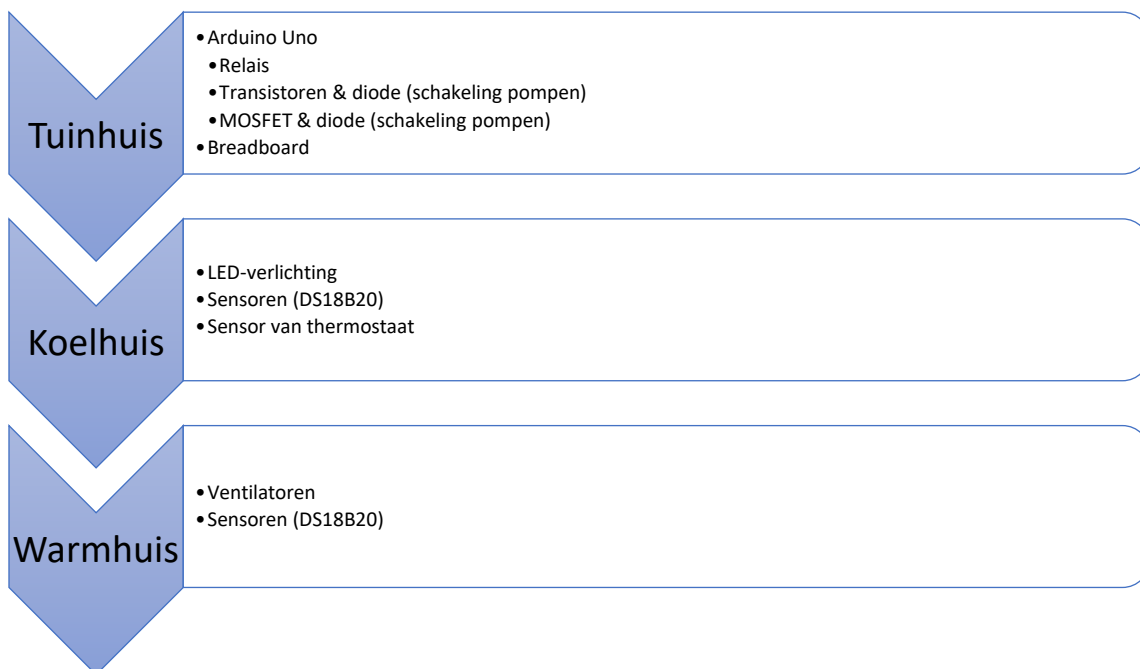 Tuinhuis
•Arduino Uno
•Relais
•Transistoren & diode (schakeling pompen)
•MOSFET & diode (schakeling pompen)
•Breadboard
Koelhuis
•LED-verlichting
•Sensoren (DS18B20)
•Sensor van thermostaat
Warmhuis
•Ventilatoren
•Sensoren (DS18B20)